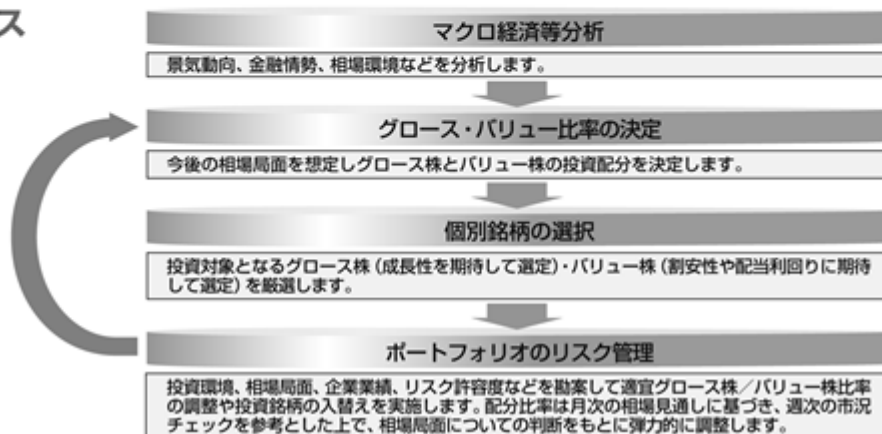 ス
マクロ経済等分析
景気動向、金融情勢、相場環境などを分析します。
グロース・バリュー比率の決定
今後の相場局面を想定しグロース株とバリュー株の投資配分を決定します。
個別銘柄の選択
投資対象となるグロース株（成長性を期待して選定）・バリュー株（割安性や配当利回りに期待
して選定）を厳選します。
ポートフォリオのリスク管理
投資環境、相場局面、企業業績、リスク許容度などを勘案して適宜グロース株／バリュー株比率
の調整や投資銘柄の入替えを実施します。配分比率は月次の相場見通しに基づき、週次の市況
チェックを参考とした上で、相場局面についての判断をもとに弾力的に調整します。